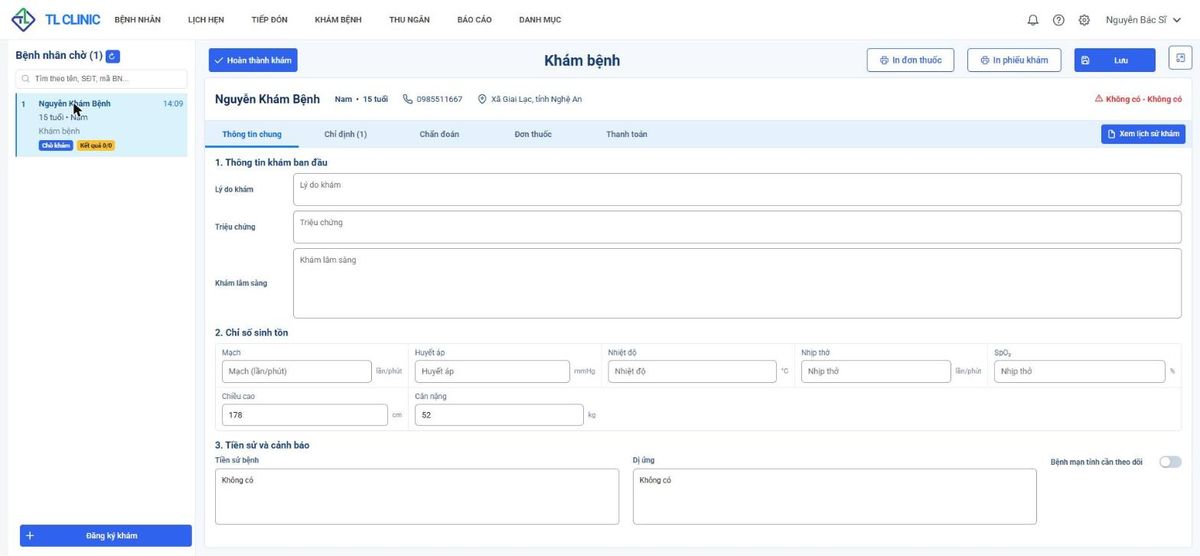 TL CLINIC BỆNH NHÂN LỊCH HẸN TIẾP ĐÓN KHÁM BỆNH THU NGÂN BÁO CÁO DANH MỤC Nguyễn Bác Sĩ
Bệnh nhân chờ (1)
Tìm theo tên, SĐT, mã BN...
1 Nguyễn Khám Bệnh 14:09
15 tuổi • Nam
Khám bệnh
Chờ khám Kết quả 0/0
Đăng ký khám
Hoàn thành khám Khám bệnh In đơn thuốc In phiếu khám Lưu
Nguyễn Khám Bệnh Nam • 15 tuổi 0985511667 Xã Giai Lạc, tỉnh Nghệ An Không có - Không có
Thông tin chung Chỉ định (1) Chẩn đoán Đơn thuốc Thanh toán Xem lịch sử khám
1. Thông tin khám ban đầu
Lý do khám Lý do khám
Triệu chứng Triệu chứng
Khám lâm sàng Khám lâm sàng
2. Chỉ số sinh tồn
Mạch Huyết áp Nhiệt độ Nhịp thở SpO₂
Mạch (lần/phút) lần/phút Huyết áp mmHg Nhiệt độ °C Nhịp thở lần/phút Nhịp thở %
Chiều cao Cân nặng
178 cm 52 kg
3. Tiền sử và cảnh báo
Tiền sử bệnh Dị ứng Bệnh mạn tính cần theo dõi
Không có Không có